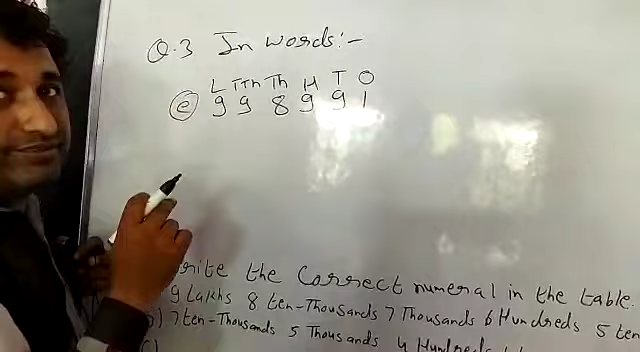 Q.3 In words:-
L TTh Th H T O
(e) 9 9 8 9 9 1
write the correct numeral in the table.
9 Lakhs 8 ten-Thousands 7 Thousands 6 Hundreds 5 ten
b) 7 ten-Thousands 5 Thousands 4 Hundreds
c)